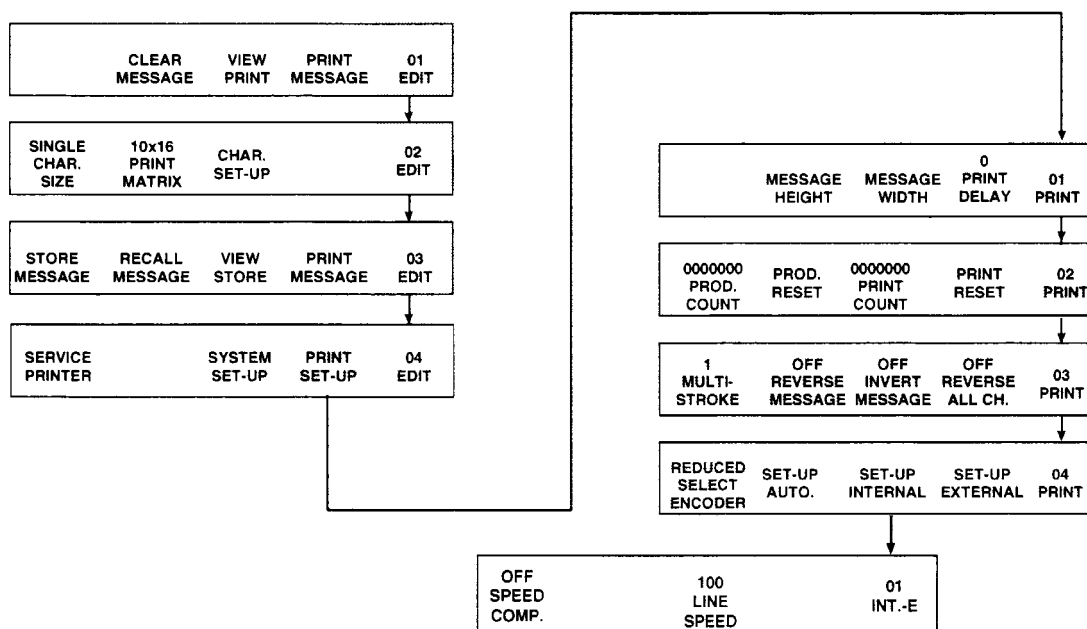 CLEAR VIEW PRINT 01
MESSAGE PRINT MESSAGE EDIT
SINGLE 10x16
CHAR. PRINT CHAR. 02
SIZE MATRIX SET-UP EDIT
STORE RECALL VIEW PRINT 03
MESSAGE MESSAGE STORE MESSAGE EDIT
SERVICE SYSTEM PRINT 04
PRINTER SET-UP SET-UP EDIT
0
MESSAGE MESSAGE PRINT 01
HEIGHT WIDTH DELAY PRINT
0000000 PROD. 0000000 PRINT 02
PROD. RESET PRINT RESET PRINT
COUNT COUNT
1 OFF OFF OFF 03
MULTI- REVERSE INVERT REVERSE PRINT
STROKE MESSAGE MESSAGE ALL CH.
REDUCED
SELECT SET-UP SET-UP SET-UP 04
ENCODER AUTO. INTERNAL EXTERNAL PRINT
OFF 100 01
SPEED LINE INT.-E
COMP. SPEED